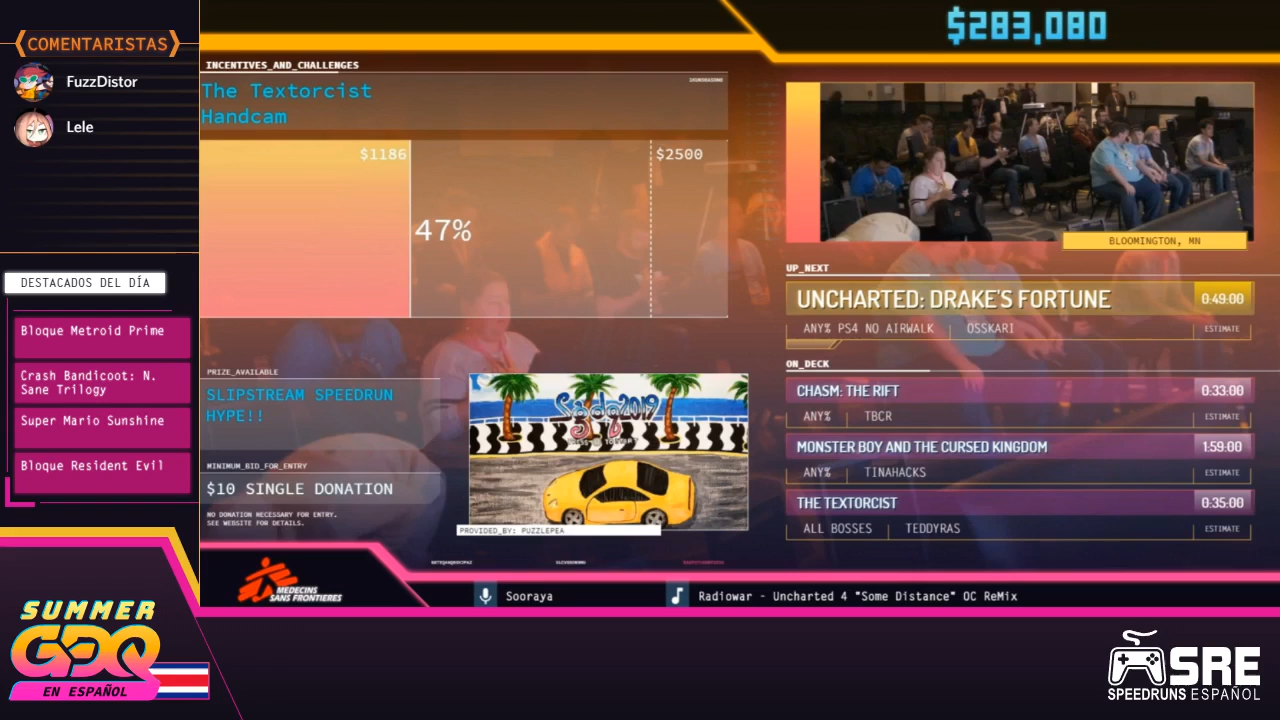 COMENTARISTAS
FuzzDistor
Lele
DESTACADOS DEL DÍA
Bloque Metroid Prime
Crash Bandicoot: N.
Sane Trilogy
Super Mario Sunshine
Bloque Resident Evil
SUMMER
GDQ
EN ESPAÑOL
$283,080
INCENTIVES_AND_CHALLENGES
The Textorcist
Handcam
$1186
$2500
47%
PRIZE_AVAILABLE
SLIPSTREAM SPEEDRUN
HYPE!!
MINIMUM_BID_FOR_ENTRY
$10 SINGLE DONATION
NO DONATION NECESSARY FOR ENTRY.
SEE WEBSITE FOR DETAILS.
Sgdq2019
PROVIDED_BY: PUZZLEPEA
BLOOMINGTON, MN
UP_NEXT
UNCHARTED: DRAKE'S FORTUNE
0:49:00
ANY% PS4 NO AIRWALK
OSSKARI
ESTIMATE
ON_DECK
CHASM: THE RIFT
0:33:00
ANY%
TBCR
ESTIMATE
MONSTER BOY AND THE CURSED KINGDOM
1:59:00
ANY%
TINAHACKS
ESTIMATE
THE TEXTORCIST
0:35:00
ALL BOSSES
TEDDYRAS
ESTIMATE
MEDECINS
SANS FRONTIERES
Sooraya
Radiowar - Uncharted 4 "Some Distance" OC ReMix
SRE
SPEEDRUNS ESPAÑOL